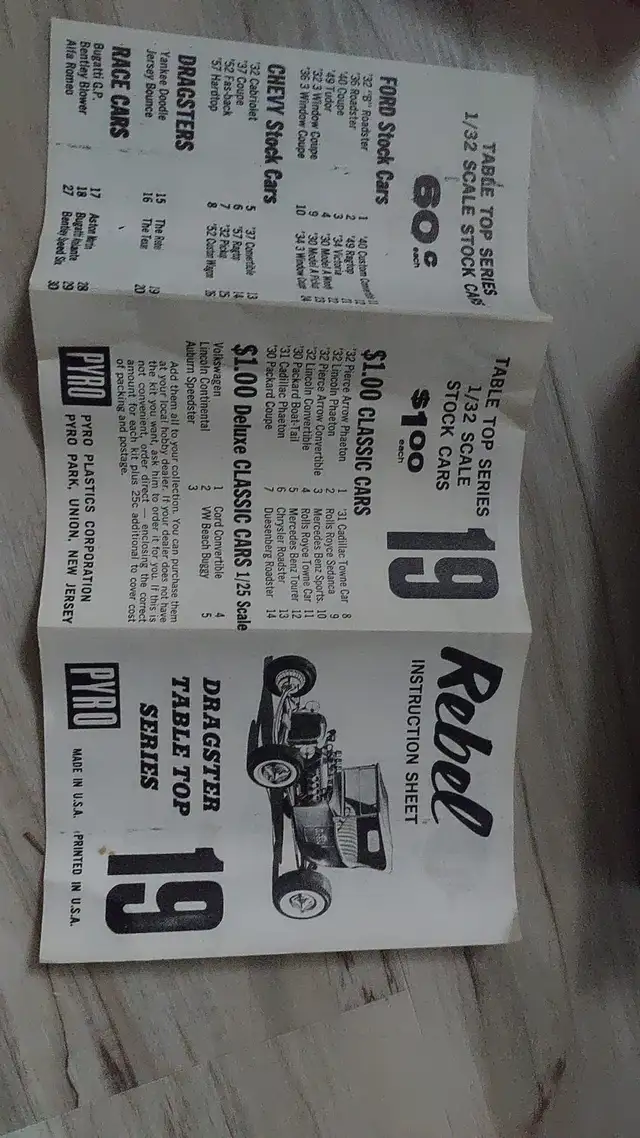 TABLE TOP SERIES
1/32 SCALE STOCK CARS
60¢ each
FORD Stock Cars
'32 "B" Roadster 1 '40 Custom
'36 Roadster 2 '49 Ragtop
'40 Coupe 3 '34 Victoria
'49 Tudor 4 '30 Model A
'32 3 Window Coupe 9 '30 Model A
'36 3 Window Coupe 10 '34 3 Window Coupe
CHEVY Stock Cars
'32 Cabriolet 5 '37 Convertible 13
'37 Coupe 6 '57 Ragtop 14
'52 Fas-back 7 '32 Pickup 15
'57 Hardtop 8 '52 Custom Wagon 16
DRAGSTERS
Yankee Doodle 15 The 19
Jersey Bounce 16 The 20
RACE CARS
Bugatti G.P. 17 Aston Martin 28
Bentley Blower 18 Bugatti 29
Alfa Romeo 27 Bentley Speed Six 30
TABLE TOP SERIES
1/32 SCALE
STOCK CARS
$1.00 each
19
$1.00 CLASSIC CARS
'32 Pierce Arrow Phaeton 1 '31 Cadillac Towne Car 8
'32 Lincoln Phaeton 2 Rolls Royce Sedanca 9
'32 Pierce Arrow Convertible 3 Mercedes Benz Sports. 10
'32 Lincoln Convertible 4 Rolls Royce Towne Car 11
'30 Packard Boat-Tail 5 Mercedes Benz Tourer 12
'31 Cadillac Phaeton 6 Chrysler Roadster 13
'30 Packard Coupe 7 Duesenberg Roadster 14
$1.00 Deluxe CLASSIC CARS 1/25 Scale
Volkswagen 1 Cord Convertible 4
Lincoln Continental 2 VW Beach Buggy 5
Auburn Speedster 3
Add them all to your collection. You can purchase them
at your local hobby dealer. If your dealer does not have
the kit you want, ask him to order it for you. If this is
not convenient, order direct — enclosing the correct
amount for each kit plus 25c additional to cover cost
of packing and postage.
PYRO
PYRO PLASTICS CORPORATION
PYRO PARK, UNION, NEW JERSEY
Rebel
INSTRUCTION SHEET
DRAGSTER
TABLE TOP
SERIES
19
PYRO
MADE IN U.S.A. PRINTED IN U.S.A.